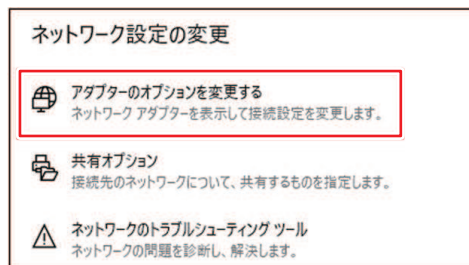 ネットワーク設定の変更
アダプターのオプションを変更する
ネットワーク アダプターを表示して接続設定を変更します。
共有オプション
接続先のネットワークについて、共有するものを指定します。
ネットワークのトラブルシューティング ツール
ネットワークの問題を診断し、解決します。